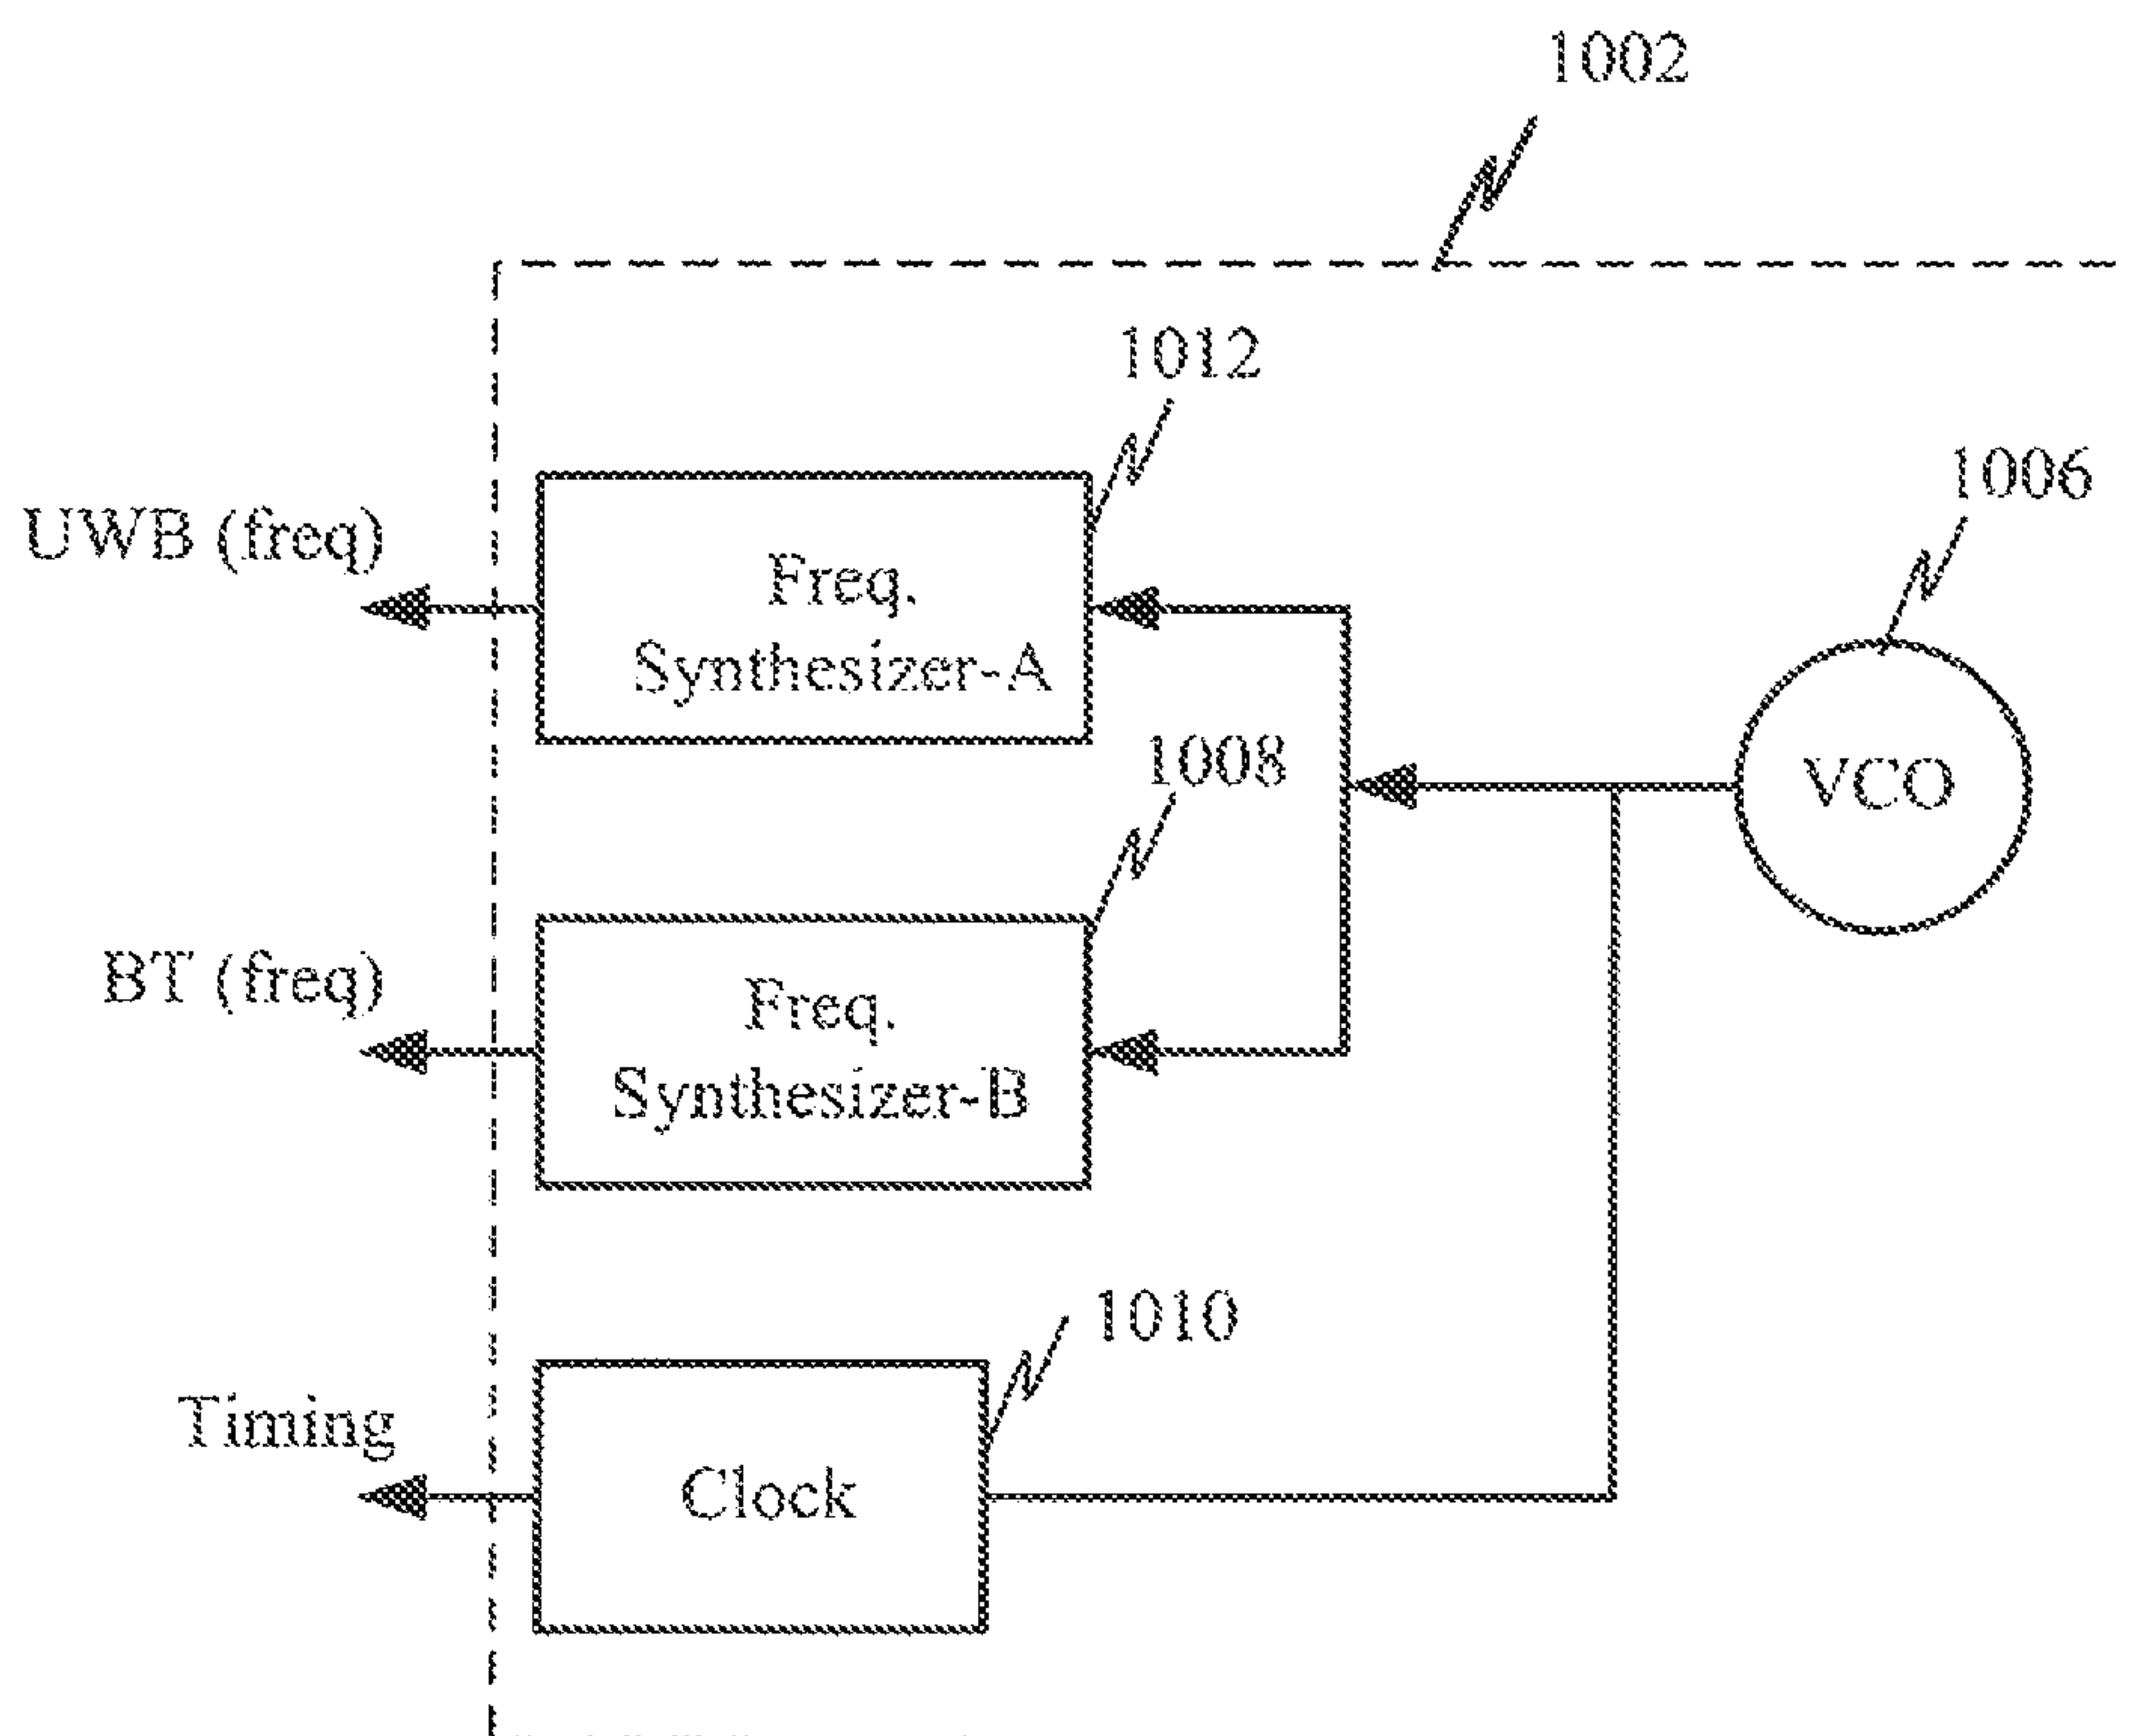 1002
1012
1006
UWB (freq)
Freq.
Synthesizer-A
1008
VCO
BT (freq)
Freq.
Synthesizer-B
1010
Timing
Clock